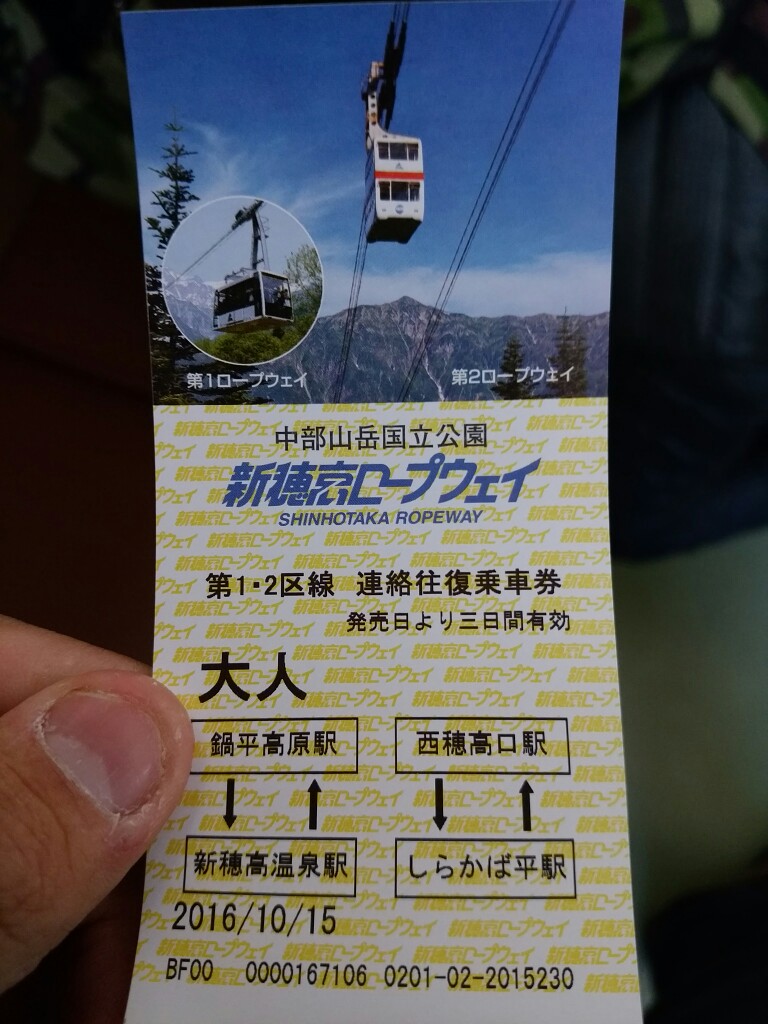 第1ロープウェイ 第2ロープウェイ
中部山岳国立公園
新穂高ロープウェイ
SHINHOTAKA ROPEWAY
第1・2区線 連絡往復乗車券
発売日より三日間有効
大人
鍋平高原駅 西穂高口駅
↓ ↑ ↓ ↑
新穂高温泉駅 しらかば平駅
2016/10/15
BF00 0000167106 0201-02-2015230